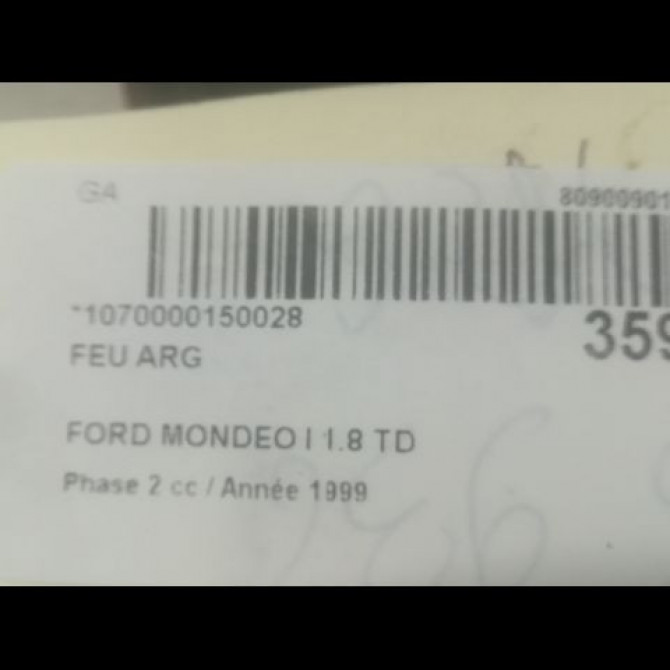 G4 80900901
*1070000150028 359
FEU ARG
FORD MONDEO I 1.8 TD
Phase 2 cc / Année 1999